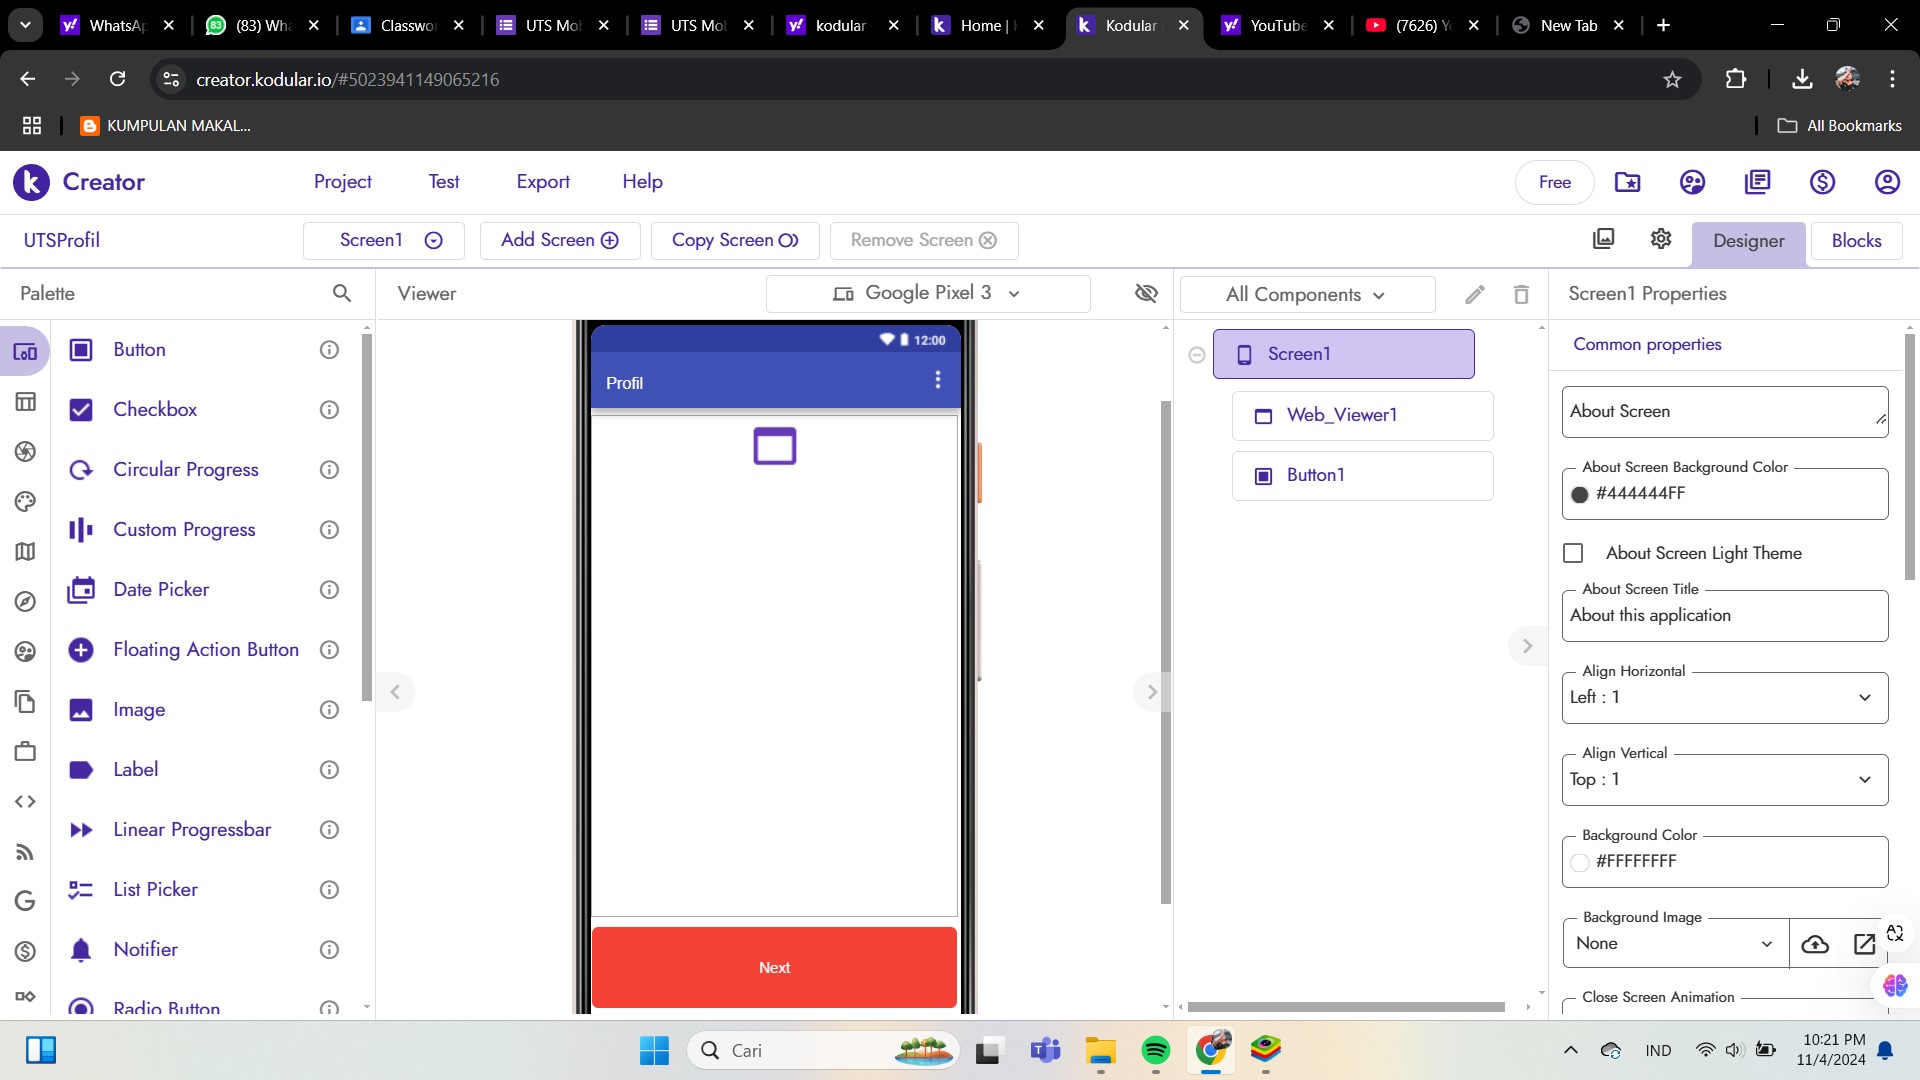 WhatsAp
(83) Wha
Classwor
UTS Mob
UTS Mob
kodular
Home |
Kodular
YouTube
(7626) Yo
New Tab
creator.kodular.io/#5023941149065216
KUMPULAN MAKAL...
All Bookmarks
Creator
Project
Test
Export
Help
Free
UTSProfil
Screen1
Add Screen
Copy Screen
Remove Screen
Designer
Blocks
Palette
Viewer
Google Pixel 3
All Components
Screen1 Properties
Button
Checkbox
Circular Progress
Custom Progress
Date Picker
Floating Action Button
Image
Label
Linear Progressbar
List Picker
Notifier
Radio Button
12:00
Profil
Next
Screen1
Web_Viewer1
Button1
Common properties
About Screen
About Screen Background Color
#444444FF
About Screen Light Theme
About Screen Title
About this application
Align Horizontal
Left : 1
Align Vertical
Top : 1
Background Color
#FFFFFFFF
Background Image
None
Close Screen Animation
Cari
IND
10:21 PM
11/4/2024